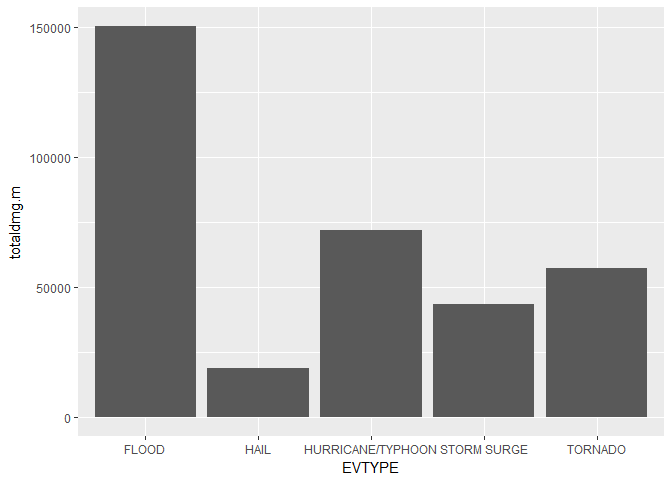 150000
100000
50000
0
totaldmg.m
FLOOD HAIL HURRICANE/TYPHOON STORM SURGE TORNADO
EVTYPE